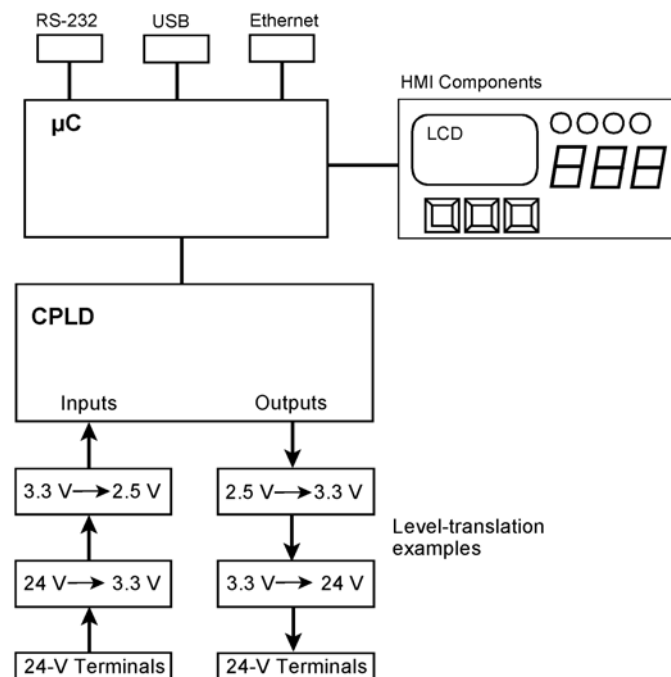 RS-232
USB
Ethernet
µC
HMI Components
LCD
CPLD
Inputs
Outputs
3.3 V → 2.5 V
2.5 V → 3.3 V
Level-translation
examples
24 V → 3.3 V
3.3 V → 24 V
24-V Terminals
24-V Terminals